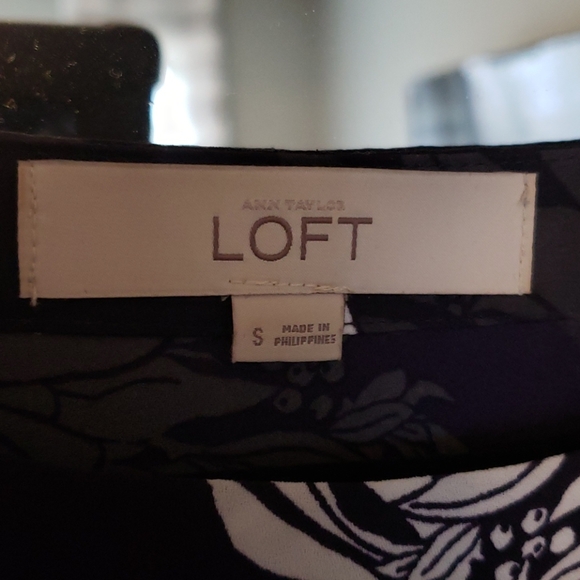 ANN TAYLOR
LOFT
S
MADE IN
PHILIPPINES